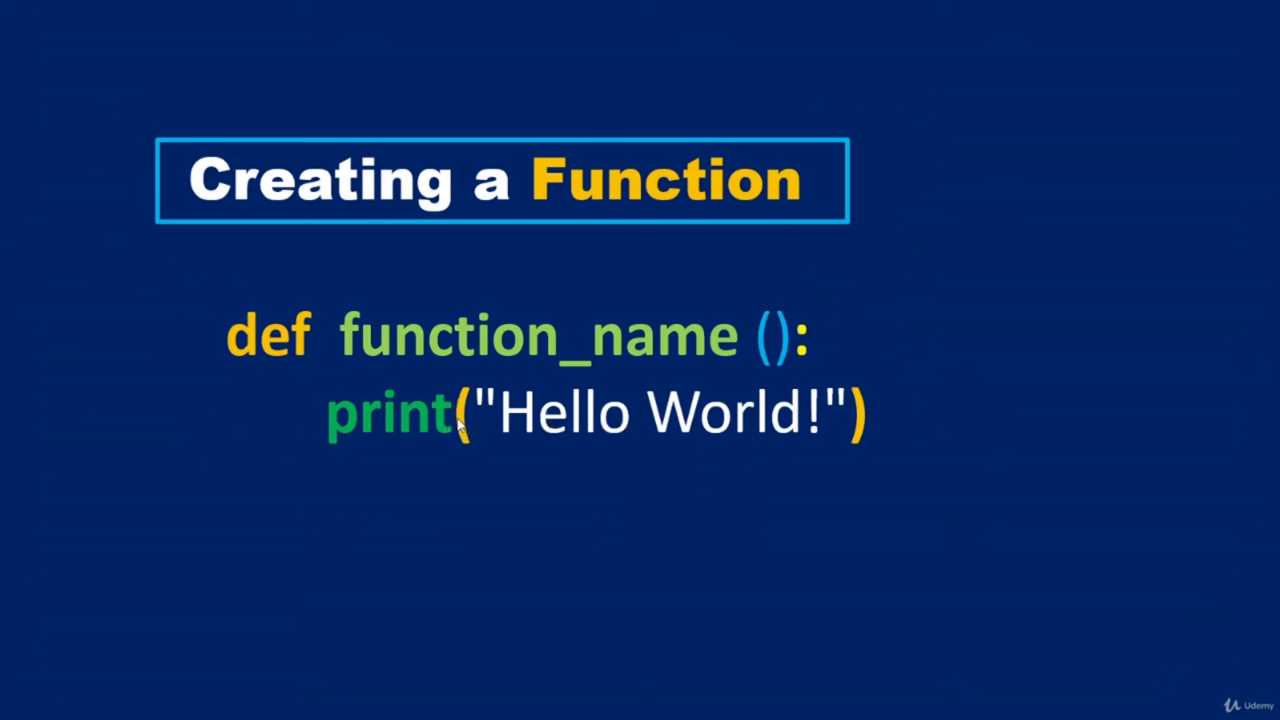 Creating a Function
def function_name ():
print("Hello World!")
Udemy